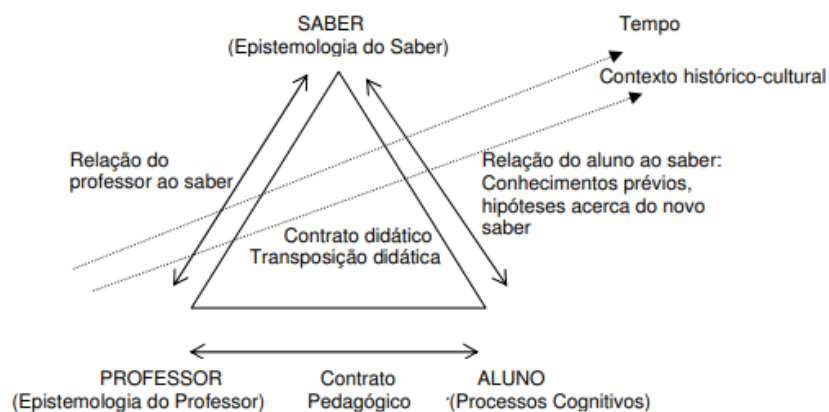 SABER
(Epistemologia do Saber)
Tempo
Contexto histórico-cultural
Relação do
professor ao saber
Relação do aluno ao saber:
Conhecimentos prévios,
hipóteses acerca do novo
saber
Contrato didático
Transposição didática
PROFESSOR
(Epistemologia do Professor)
Contrato
Pedagógico
ALUNO
(Processos Cognitivos)